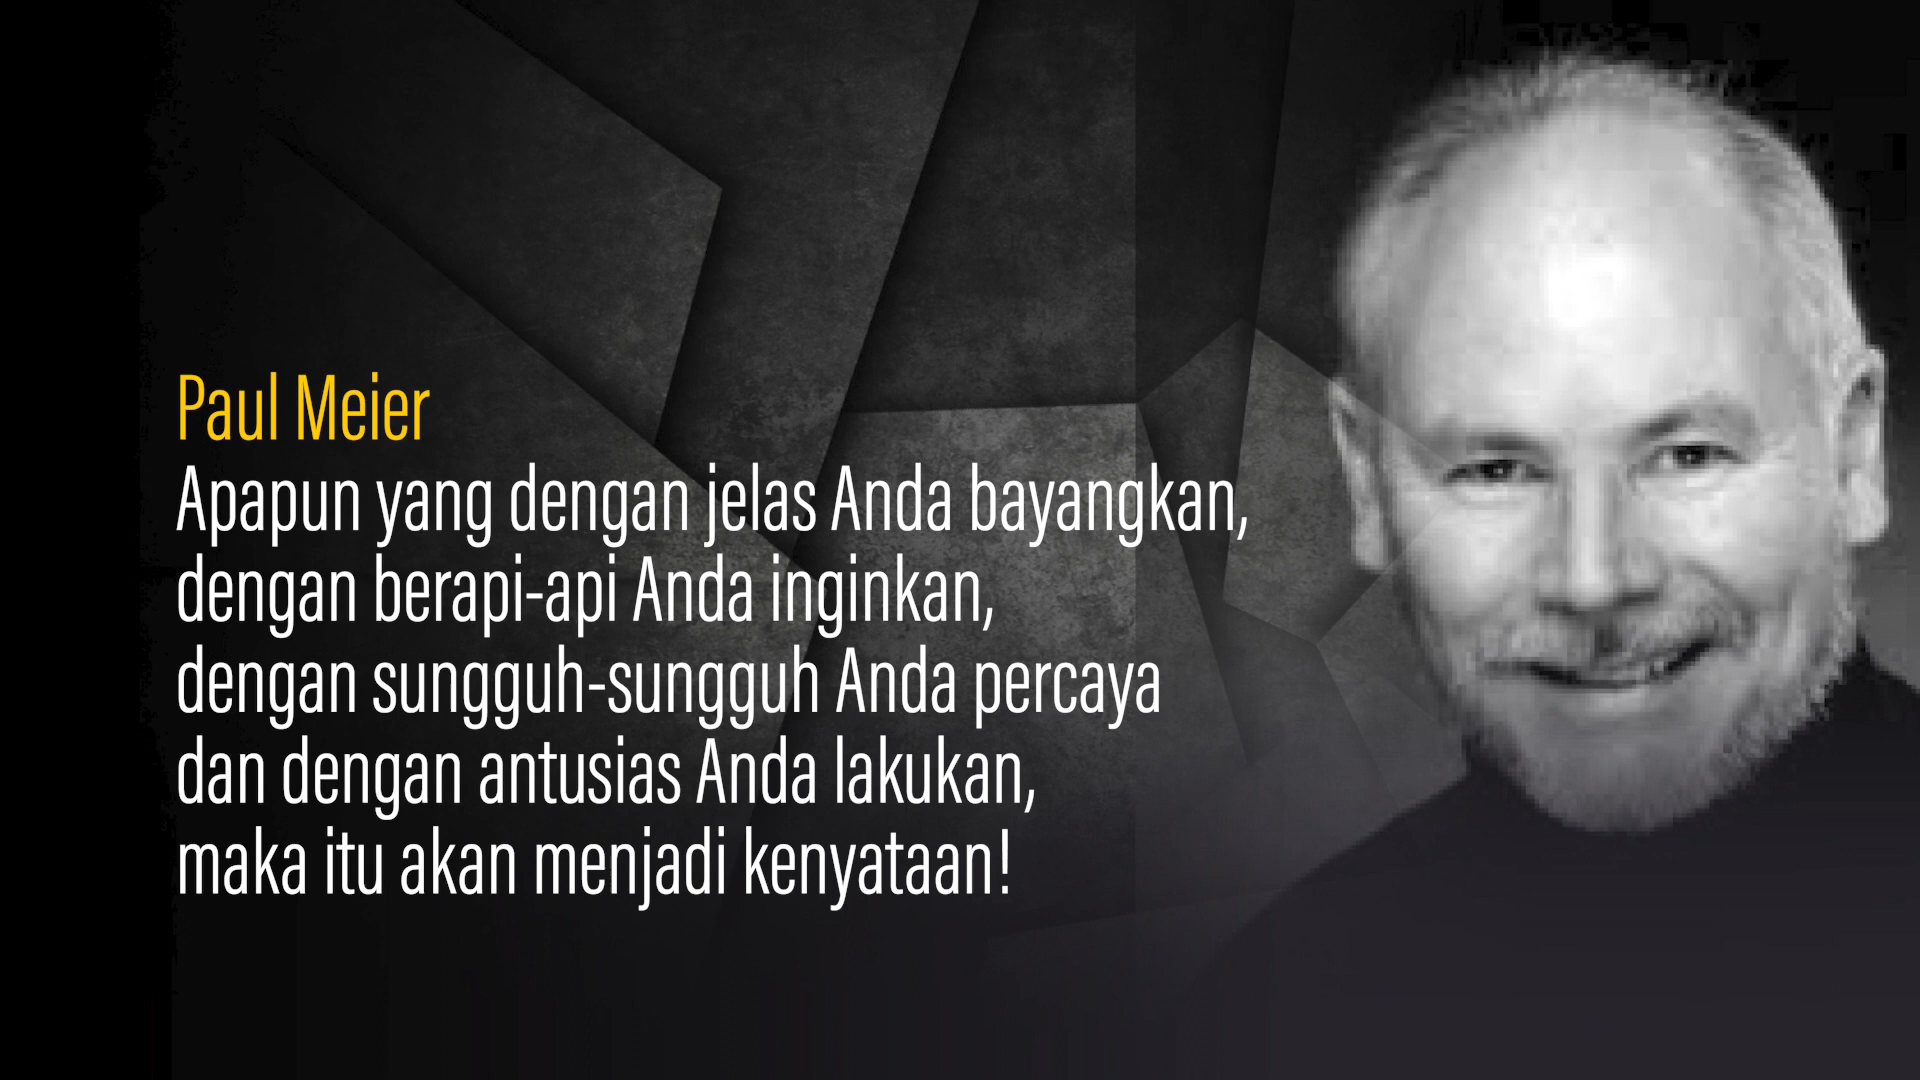 Paul Meier
Apapun yang dengan jelas Anda bayangkan,
dengan berapi-api Anda inginkan,
dengan sungguh-sungguh Anda percaya
dan dengan antusias Anda lakukan,
maka itu akan menjadi kenyataan!